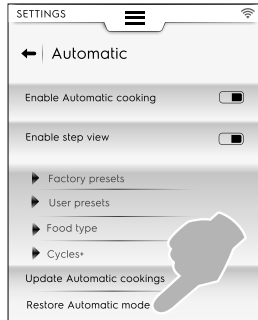 SETTINGS
Automatic
Enable Automatic cooking
Enable step view
Factory presets
User presets
Food type
Cycles+
Update Automatic cookings
Restore Automatic mode